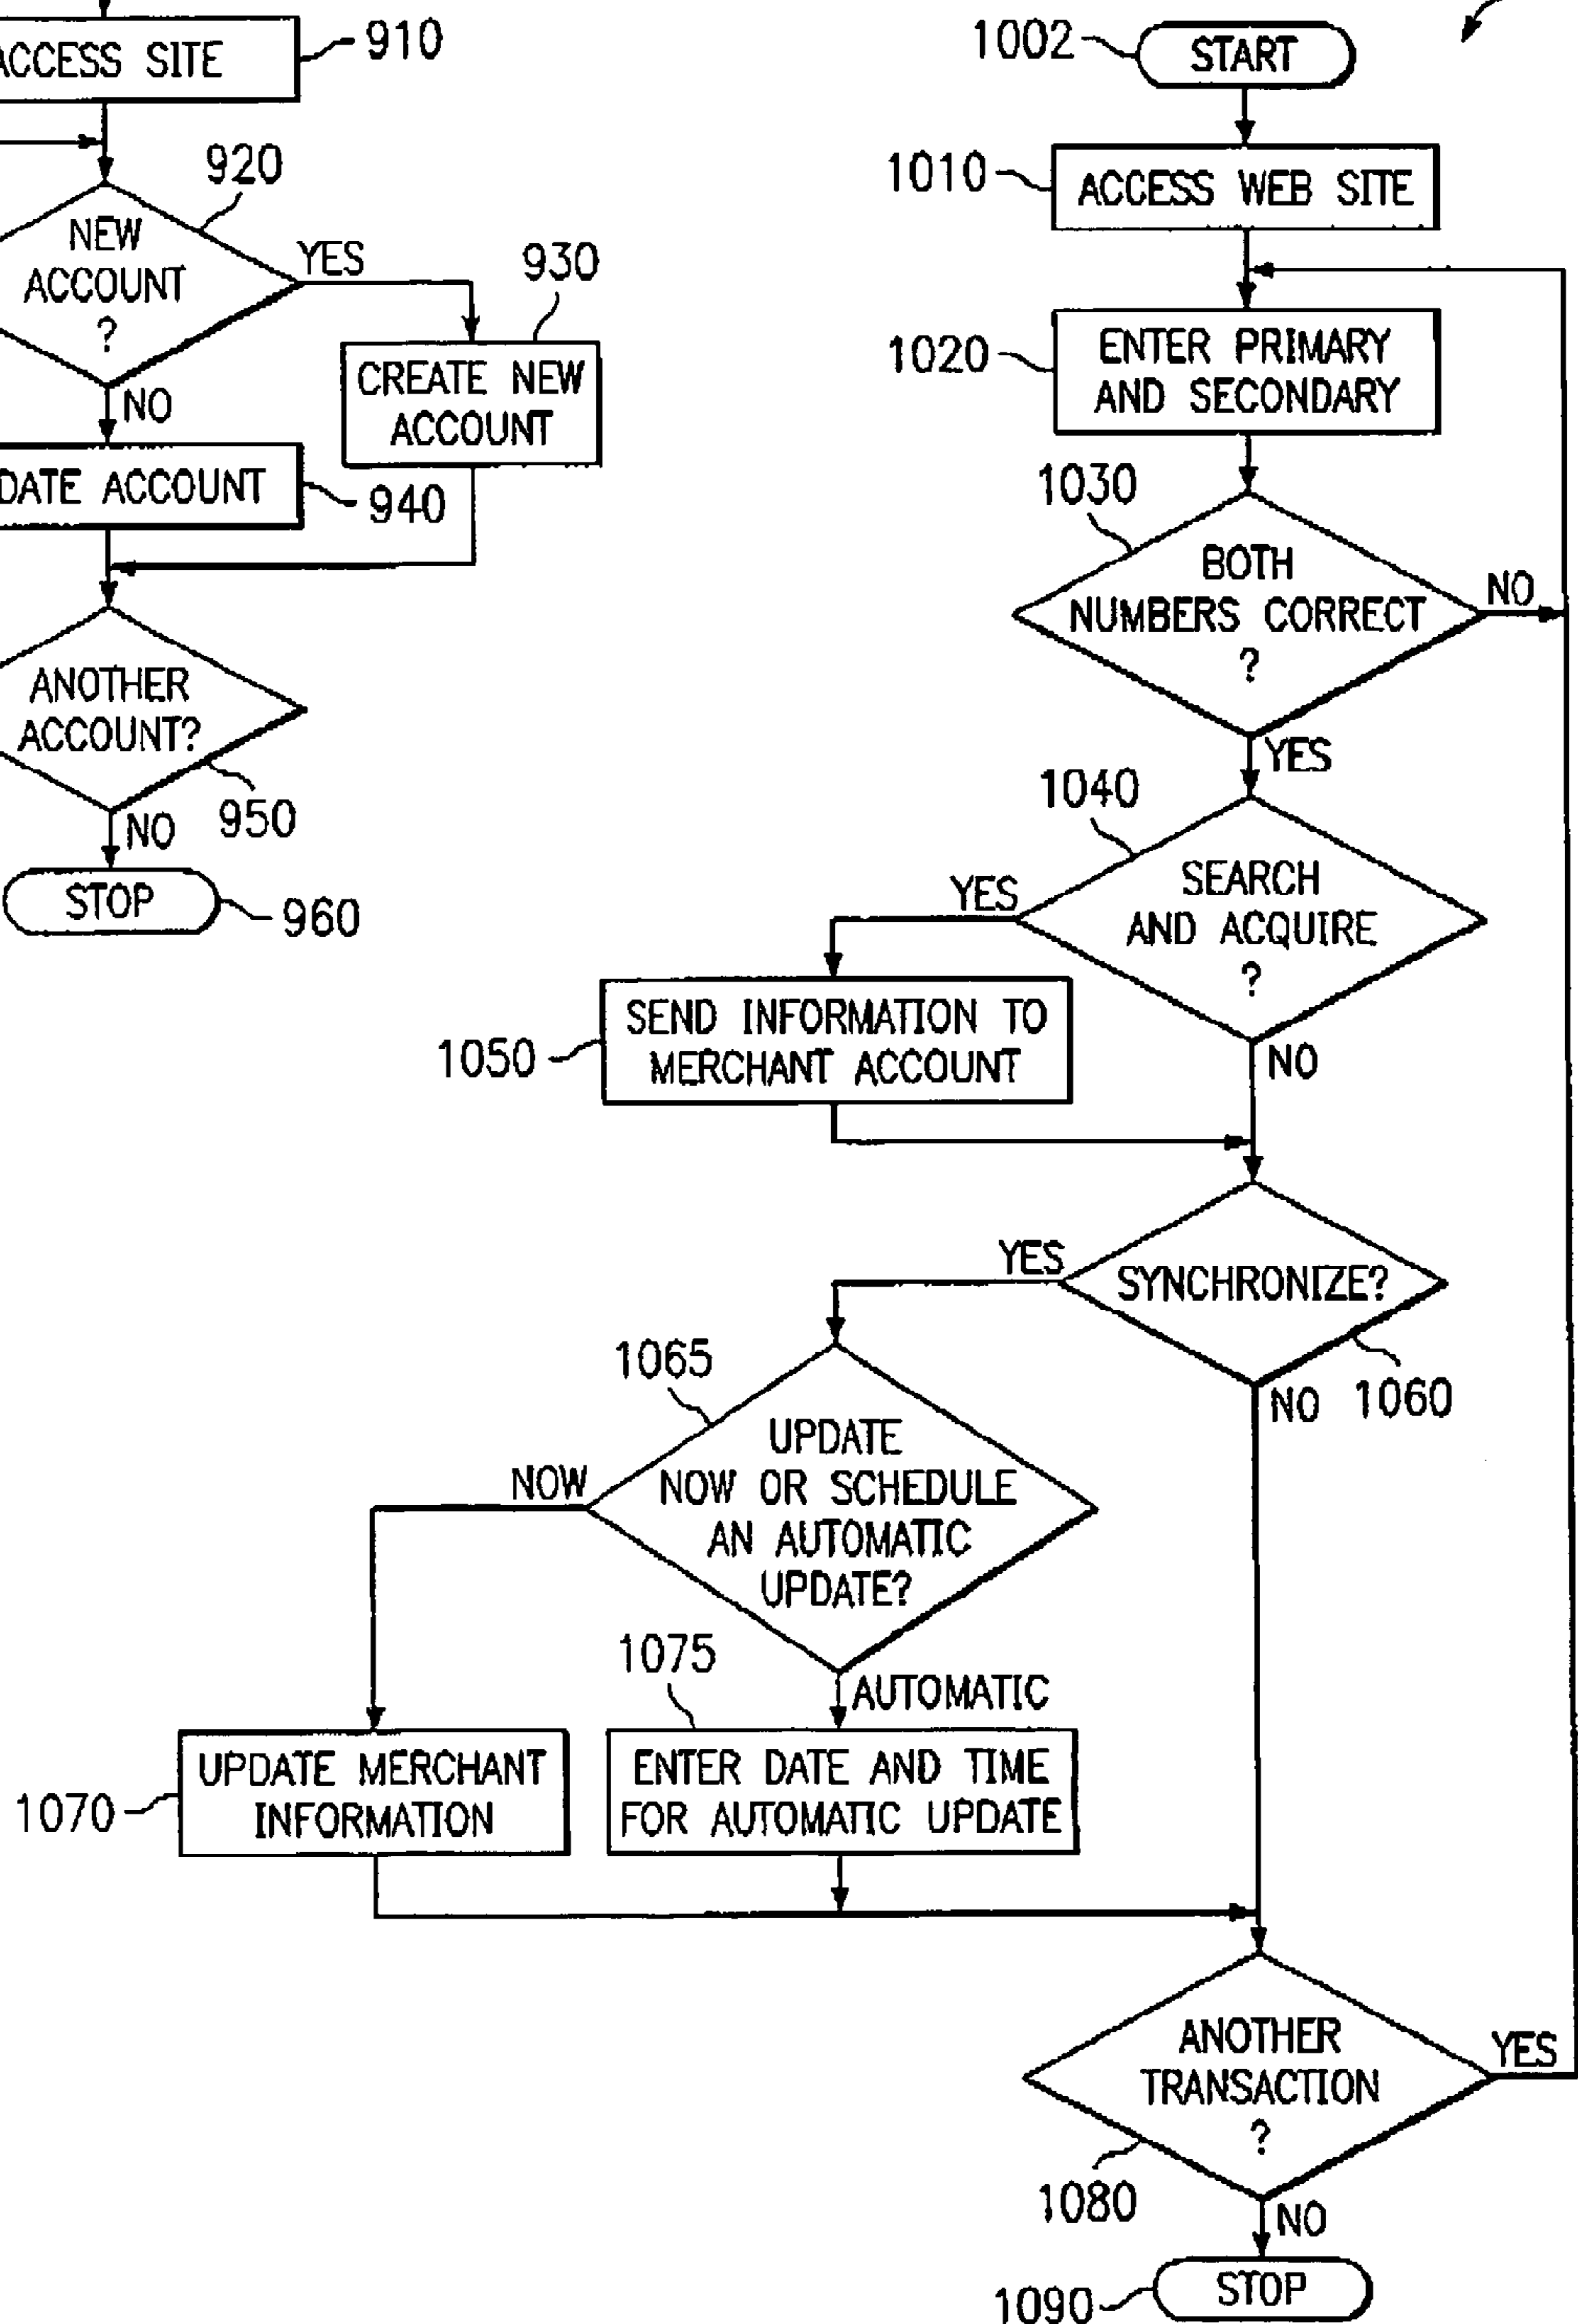 ACCESS SITE
910
920
NEW
ACCOUNT
?
YES
930
CREATE NEW
ACCOUNT
NO
DATE ACCOUNT
940
ANOTHER
ACCOUNT?
950
NO
STOP
960
1002
START
1010
ACCESS WEB SITE
1020
ENTER PRIMARY
AND SECONDARY
1030
BOTH
NUMBERS CORRECT
?
NO
YES
1040
SEARCH
AND ACQUIRE
?
YES
1050
SEND INFORMATION TO
MERCHANT ACCOUNT
NO
YES
SYNCHRONIZE?
1060
NO
1065
UPDATE
NOW OR SCHEDULE
AN AUTOMATIC
UPDATE?
NOW
1075
AUTOMATIC
1070
UPDATE MERCHANT
INFORMATION
ENTER DATE AND TIME
FOR AUTOMATIC UPDATE
ANOTHER
TRANSACTION
?
YES
1080
NO
1090
STOP